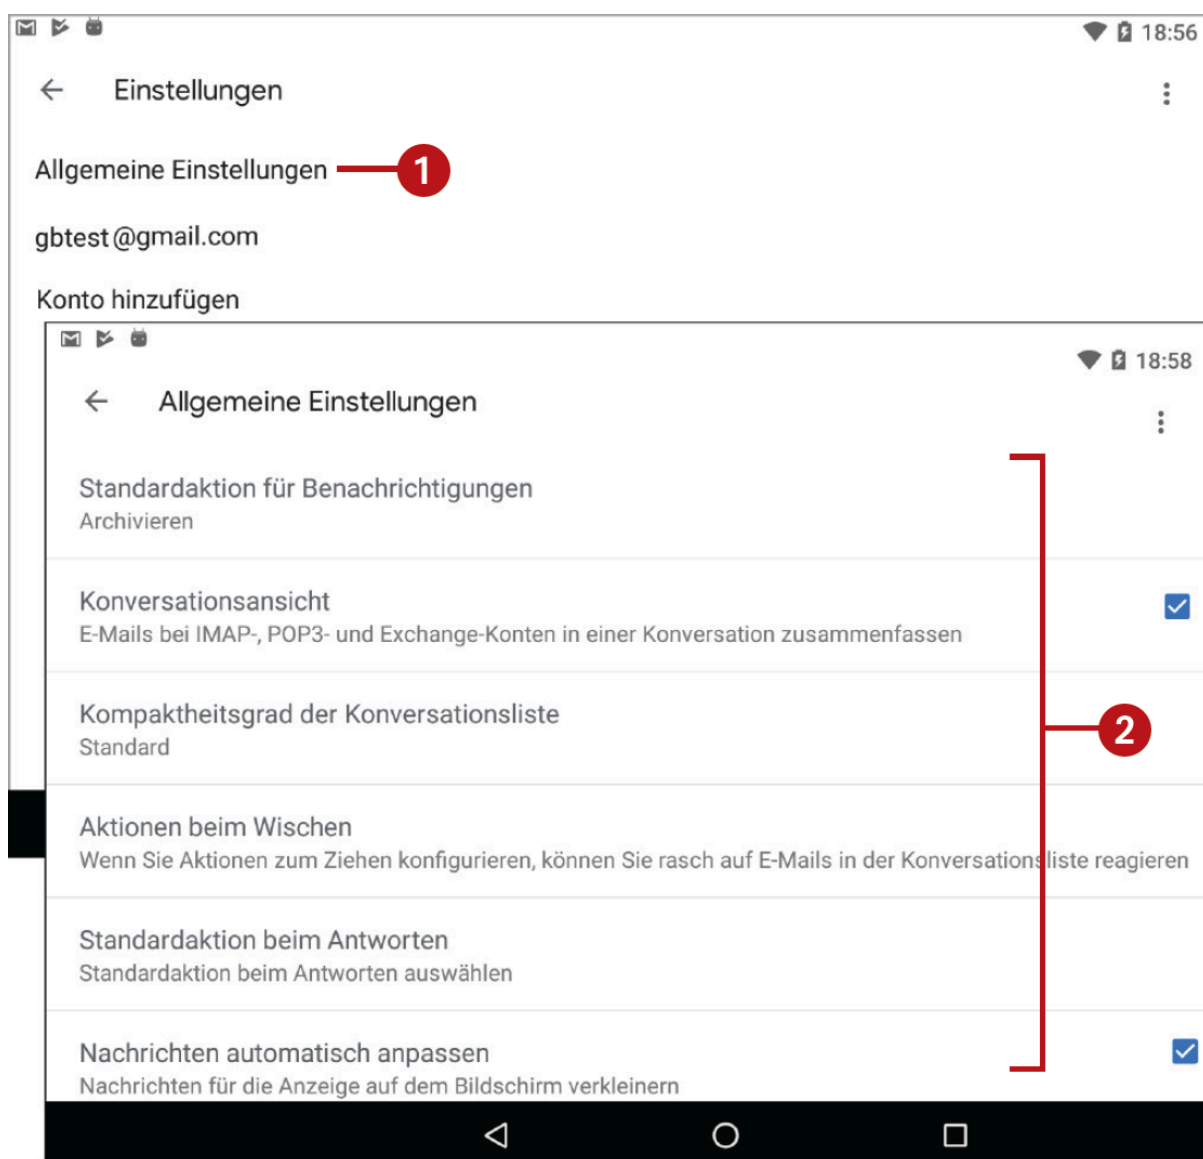 18:56
Einstellungen
Allgemeine Einstellungen
1
gbtest@gmail.com
Konto hinzufügen
18:58
Allgemeine Einstellungen
Standardaktion für Benachrichtigungen
Archivieren
Konversationsansicht
E-Mails bei IMAP-, POP3- und Exchange-Konten in einer Konversation zusammenfassen
Kompaktheitsgrad der Konversationsliste
Standard
2
Aktionen beim Wischen
Wenn Sie Aktionen zum Ziehen konfigurieren, können Sie rasch auf E-Mails in der Konversationsliste reagieren
Standardaktion beim Antworten
Standardaktion beim Antworten auswählen
Nachrichten automatisch anpassen
Nachrichten für die Anzeige auf dem Bildschirm verkleinern